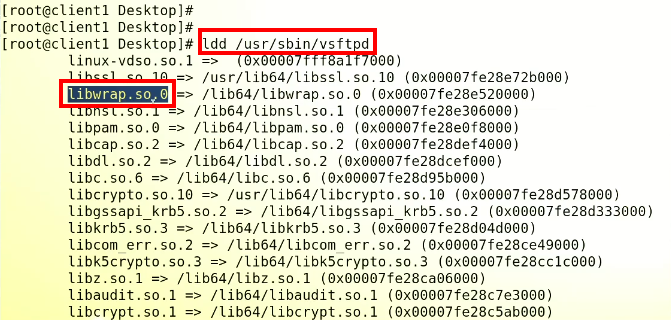 [root@client1 Desktop]#
[root@client1 Desktop]#
[root@client1 Desktop]# ldd /usr/sbin/vsftpd
linux-vdso.so.1 =>  (0x00007fff8a1f7000)
libssl.so.10 => /usr/lib64/libssl.so.10 (0x00007fe28e72b000)
libwrap.so.0 => /lib64/libwrap.so.0 (0x00007fe28e520000)
libnsl.so.1 => /lib64/libnsl.so.1 (0x00007fe28e306000)
libpam.so.0 => /lib64/libpam.so.0 (0x00007fe28e0f8000)
libcap.so.2 => /lib64/libcap.so.2 (0x00007fe28def4000)
libdl.so.2 => /lib64/libdl.so.2 (0x00007fe28dcef000)
libc.so.6 => /lib64/libc.so.6 (0x00007fe28d95b000)
libcrypto.so.10 => /usr/lib64/libcrypto.so.10 (0x00007fe28d578000)
libgssapi_krb5.so.2 => /lib64/libgssapi_krb5.so.2 (0x00007fe28d333000)
libkrb5.so.3 => /lib64/libkrb5.so.3 (0x00007fe28d04d000)
libcom_err.so.2 => /lib64/libcom_err.so.2 (0x00007fe28ce49000)
libk5crypto.so.3 => /lib64/libk5crypto.so.3 (0x00007fe28cc1c000)
libz.so.1 => /lib64/libz.so.1 (0x00007fe28ca06000)
libaudit.so.1 => /lib64/libaudit.so.1 (0x00007fe28c7e3000)
libcrypt.so.1 => /lib64/libcrypt.so.1 (0x00007fe28c5ab000)